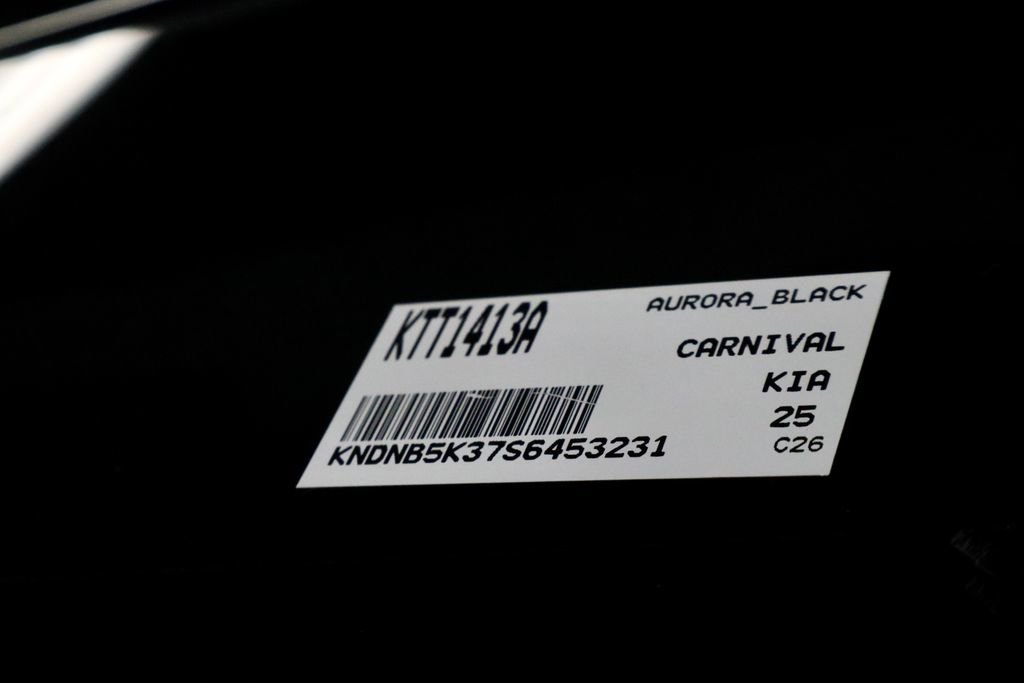 KTT1413A
AURORA_BLACK
CARNIVAL
KIA
25
C26
KNDNB5K37S6453231